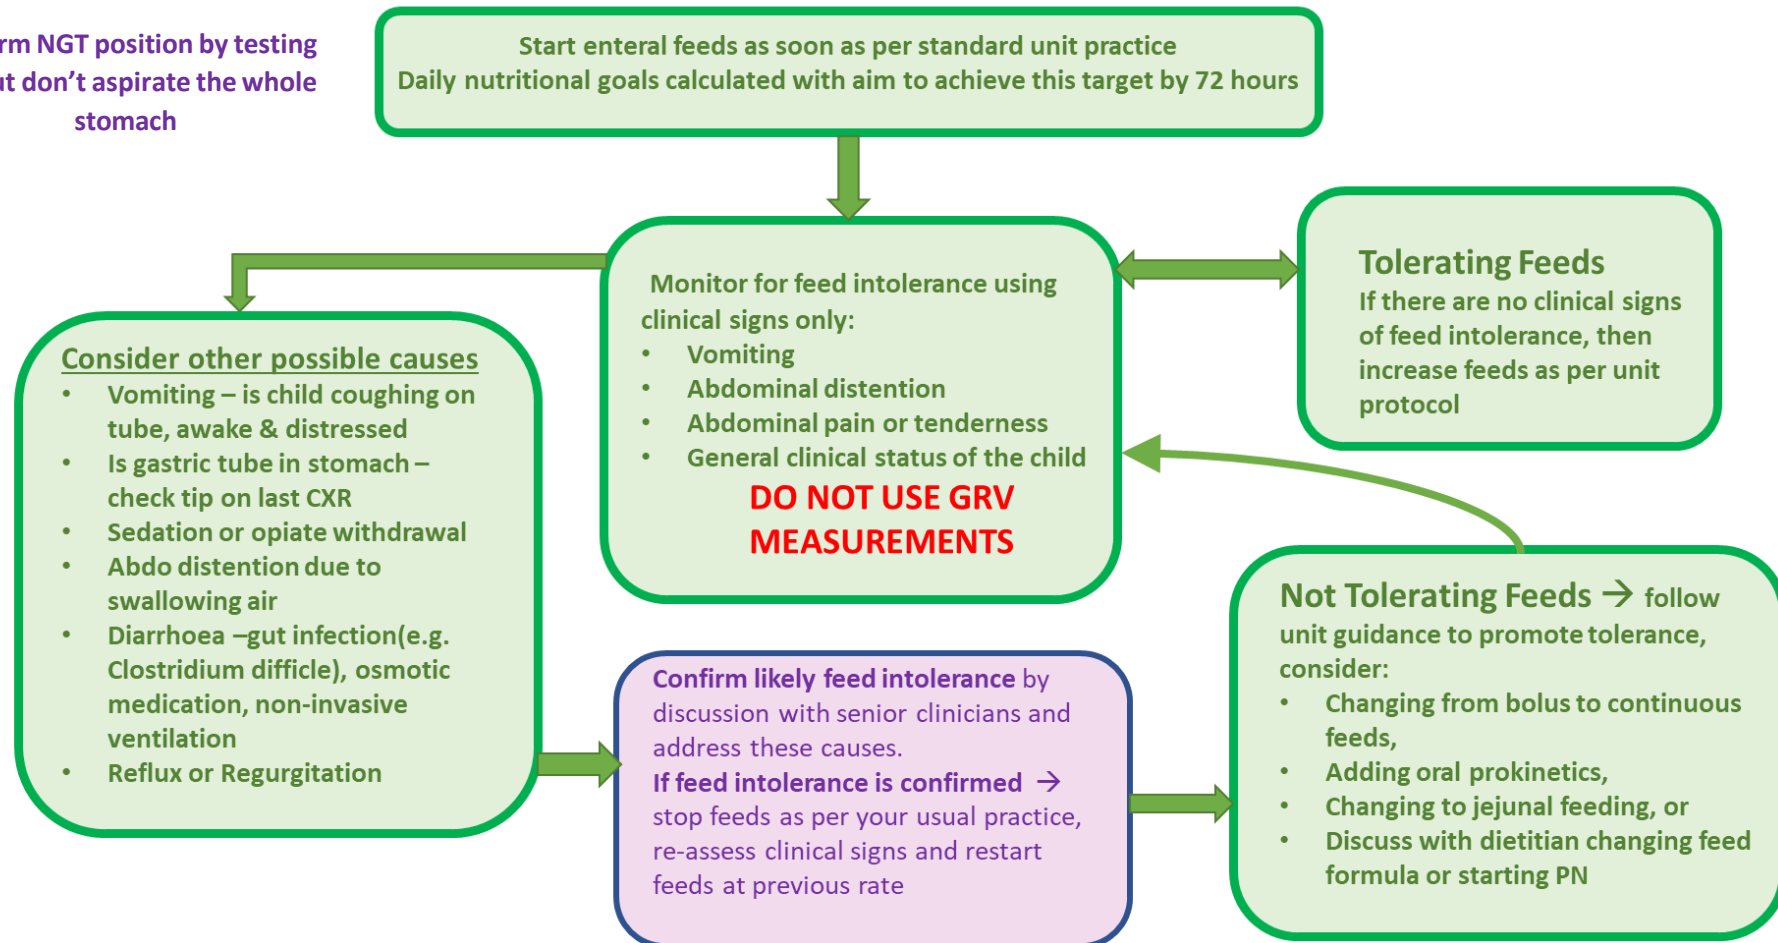 NGT position by testing
don't aspirate the whole
stomach
Start enteral feeds as soon as per standard unit practice
Daily nutritional goals calculated with aim to achieve this target by 72 hours
Monitor for feed intolerance using
clinical signs only:
• Vomiting
• Abdominal distention
• Abdominal pain or tenderness
• General clinical status of the child
DO NOT USE GRV
MEASUREMENTS
Tolerating Feeds
If there are no clinical signs
of feed intolerance, then
increase feeds as per unit
protocol
Consider other possible causes
• Vomiting – is child coughing on
tube, awake & distressed
• Is gastric tube in stomach –
check tip on last CXR
• Sedation or opiate withdrawal
• Abdo distention due to
swallowing air
• Diarrhoea –gut infection(e.g.
Clostridium difficle), osmotic
medication, non-invasive
ventilation
• Reflux or Regurgitation
Confirm likely feed intolerance by
discussion with senior clinicians and
address these causes.
If feed intolerance is confirmed →
stop feeds as per your usual practice,
re-assess clinical signs and restart
feeds at previous rate
Not Tolerating Feeds → follow
unit guidance to promote tolerance,
consider:
• Changing from bolus to continuous
feeds,
• Adding oral prokinetics,
• Changing to jejunal feeding, or
• Discuss with dietitian changing feed
formula or starting PN